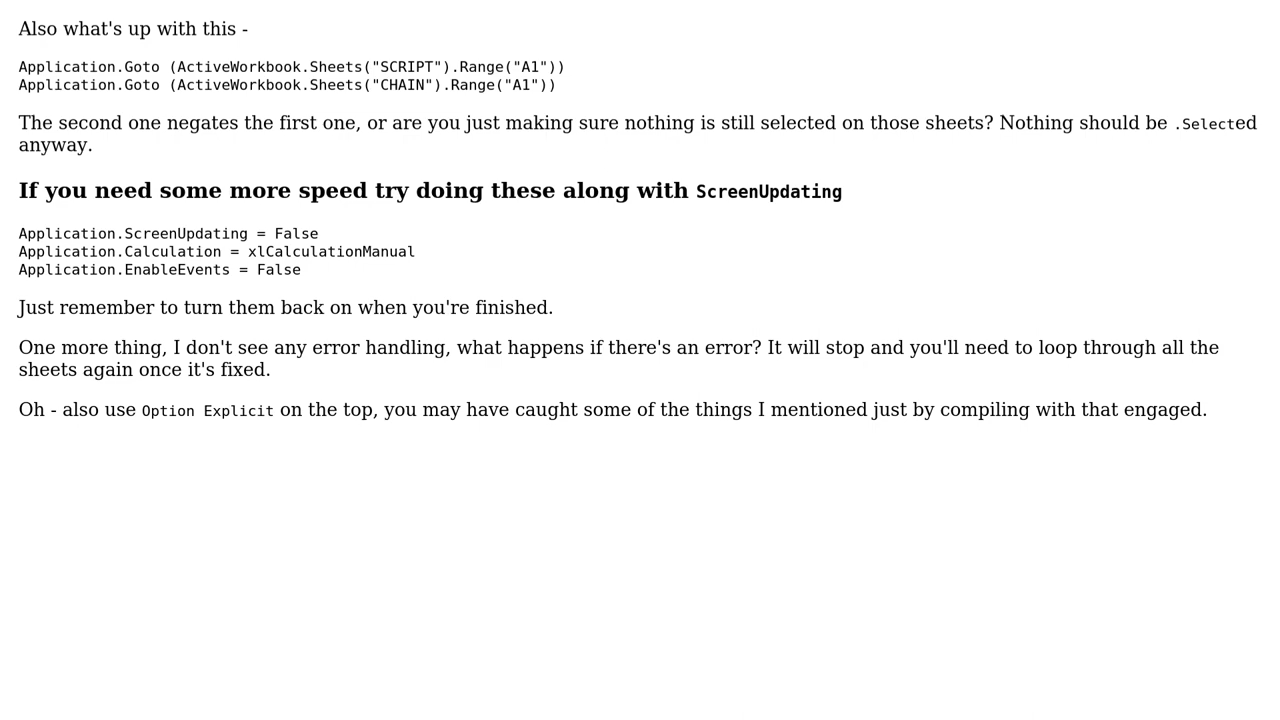 Also what's up with this -
Application.Goto (ActiveWorkbook.Sheets("SCRIPT").Range("A1"))
Application.Goto (ActiveWorkbook.Sheets("CHAIN").Range("A1"))
The second one negates the first one, or are you just making sure nothing is still selected on those sheets? Nothing should be .Selected
anyway.
If you need some more speed try doing these along with ScreenUpdating
Application.ScreenUpdating = False
Application.Calculation = xlCalculationManual
Application.EnableEvents = False
Just remember to turn them back on when you're finished.
One more thing, I don't see any error handling, what happens if there's an error? It will stop and you'll need to loop through all the
sheets again once it's fixed.
Oh - also use Option Explicit on the top, you may have caught some of the things I mentioned just by compiling with that engaged.